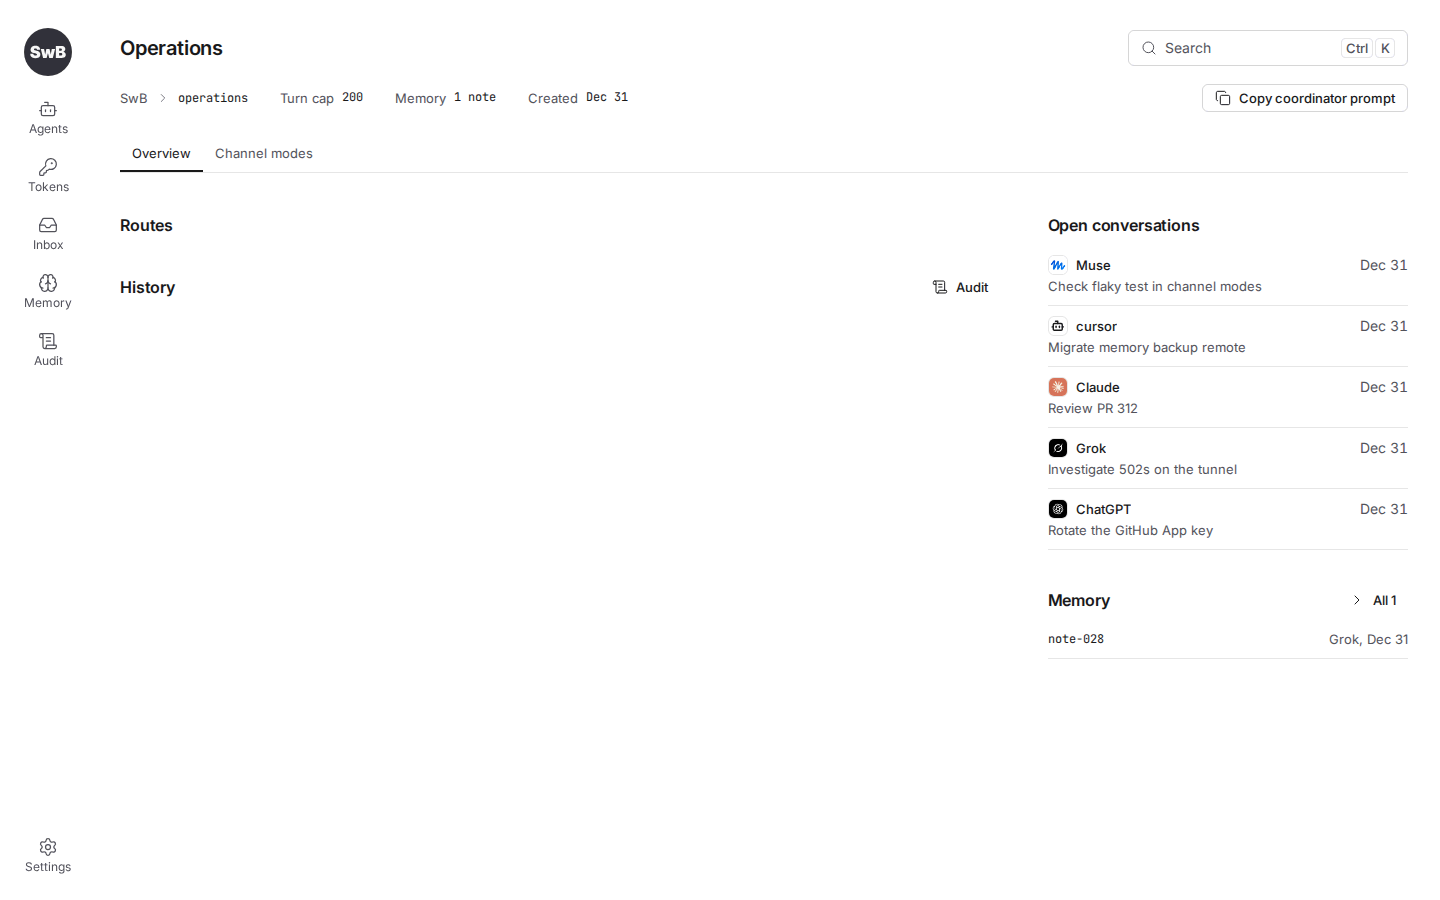 SwB
Agents
Tokens
Inbox
Memory
Audit
Settings
Operations
Search
Ctrl K
SwB operations Turn cap 200 Memory 1 note Created Dec 31
Copy coordinator prompt
Overview Channel modes
Routes
History Audit
Open conversations
Muse Dec 31
Check flaky test in channel modes
cursor Dec 31
Migrate memory backup remote
Claude Dec 31
Review PR 312
Grok Dec 31
Investigate 502s on the tunnel
ChatGPT Dec 31
Rotate the GitHub App key
Memory All 1
note-028 Grok, Dec 31